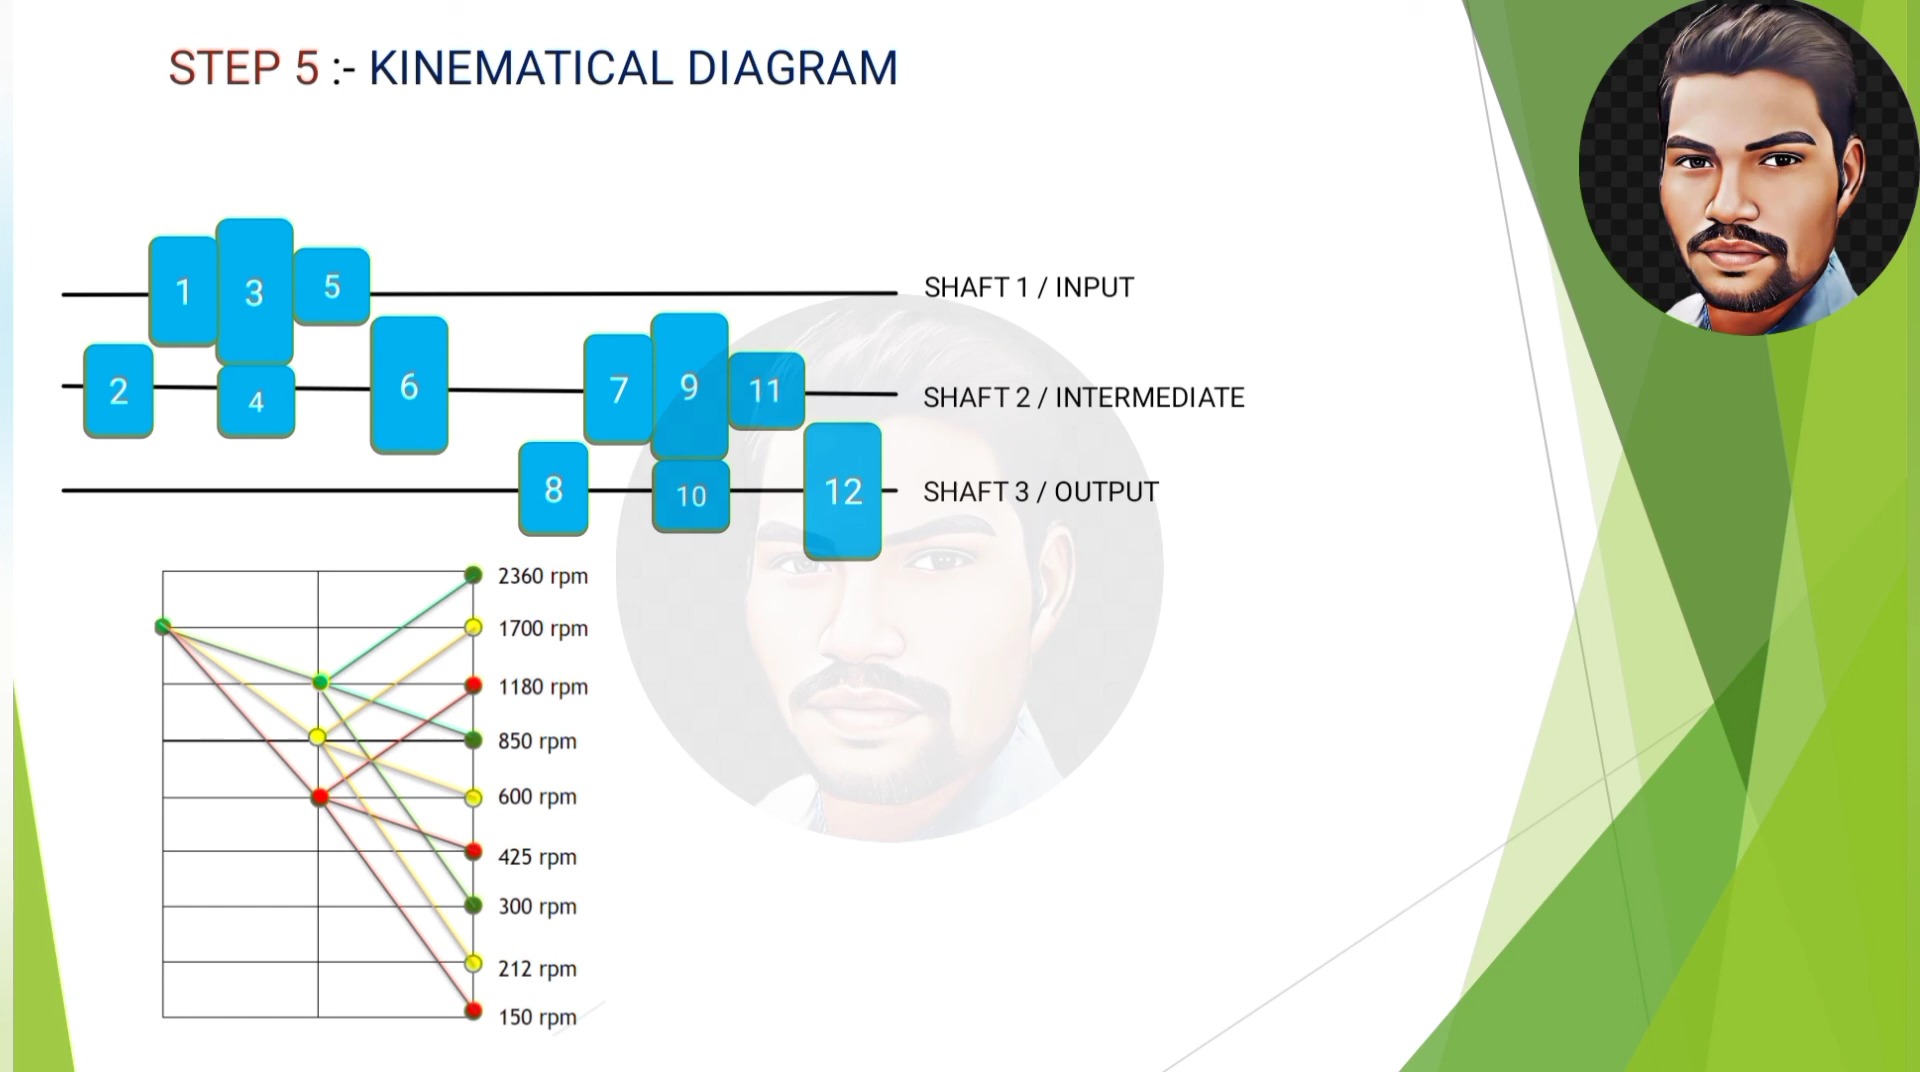 STEP 5 :- KINEMATICAL DIAGRAM
1 3 5
SHAFT 1 / INPUT
2 4 6 7 9 11
SHAFT 2 / INTERMEDIATE
8 10 12
SHAFT 3 / OUTPUT
2360 rpm
1700 rpm
1180 rpm
850 rpm
600 rpm
425 rpm
300 rpm
212 rpm
150 rpm